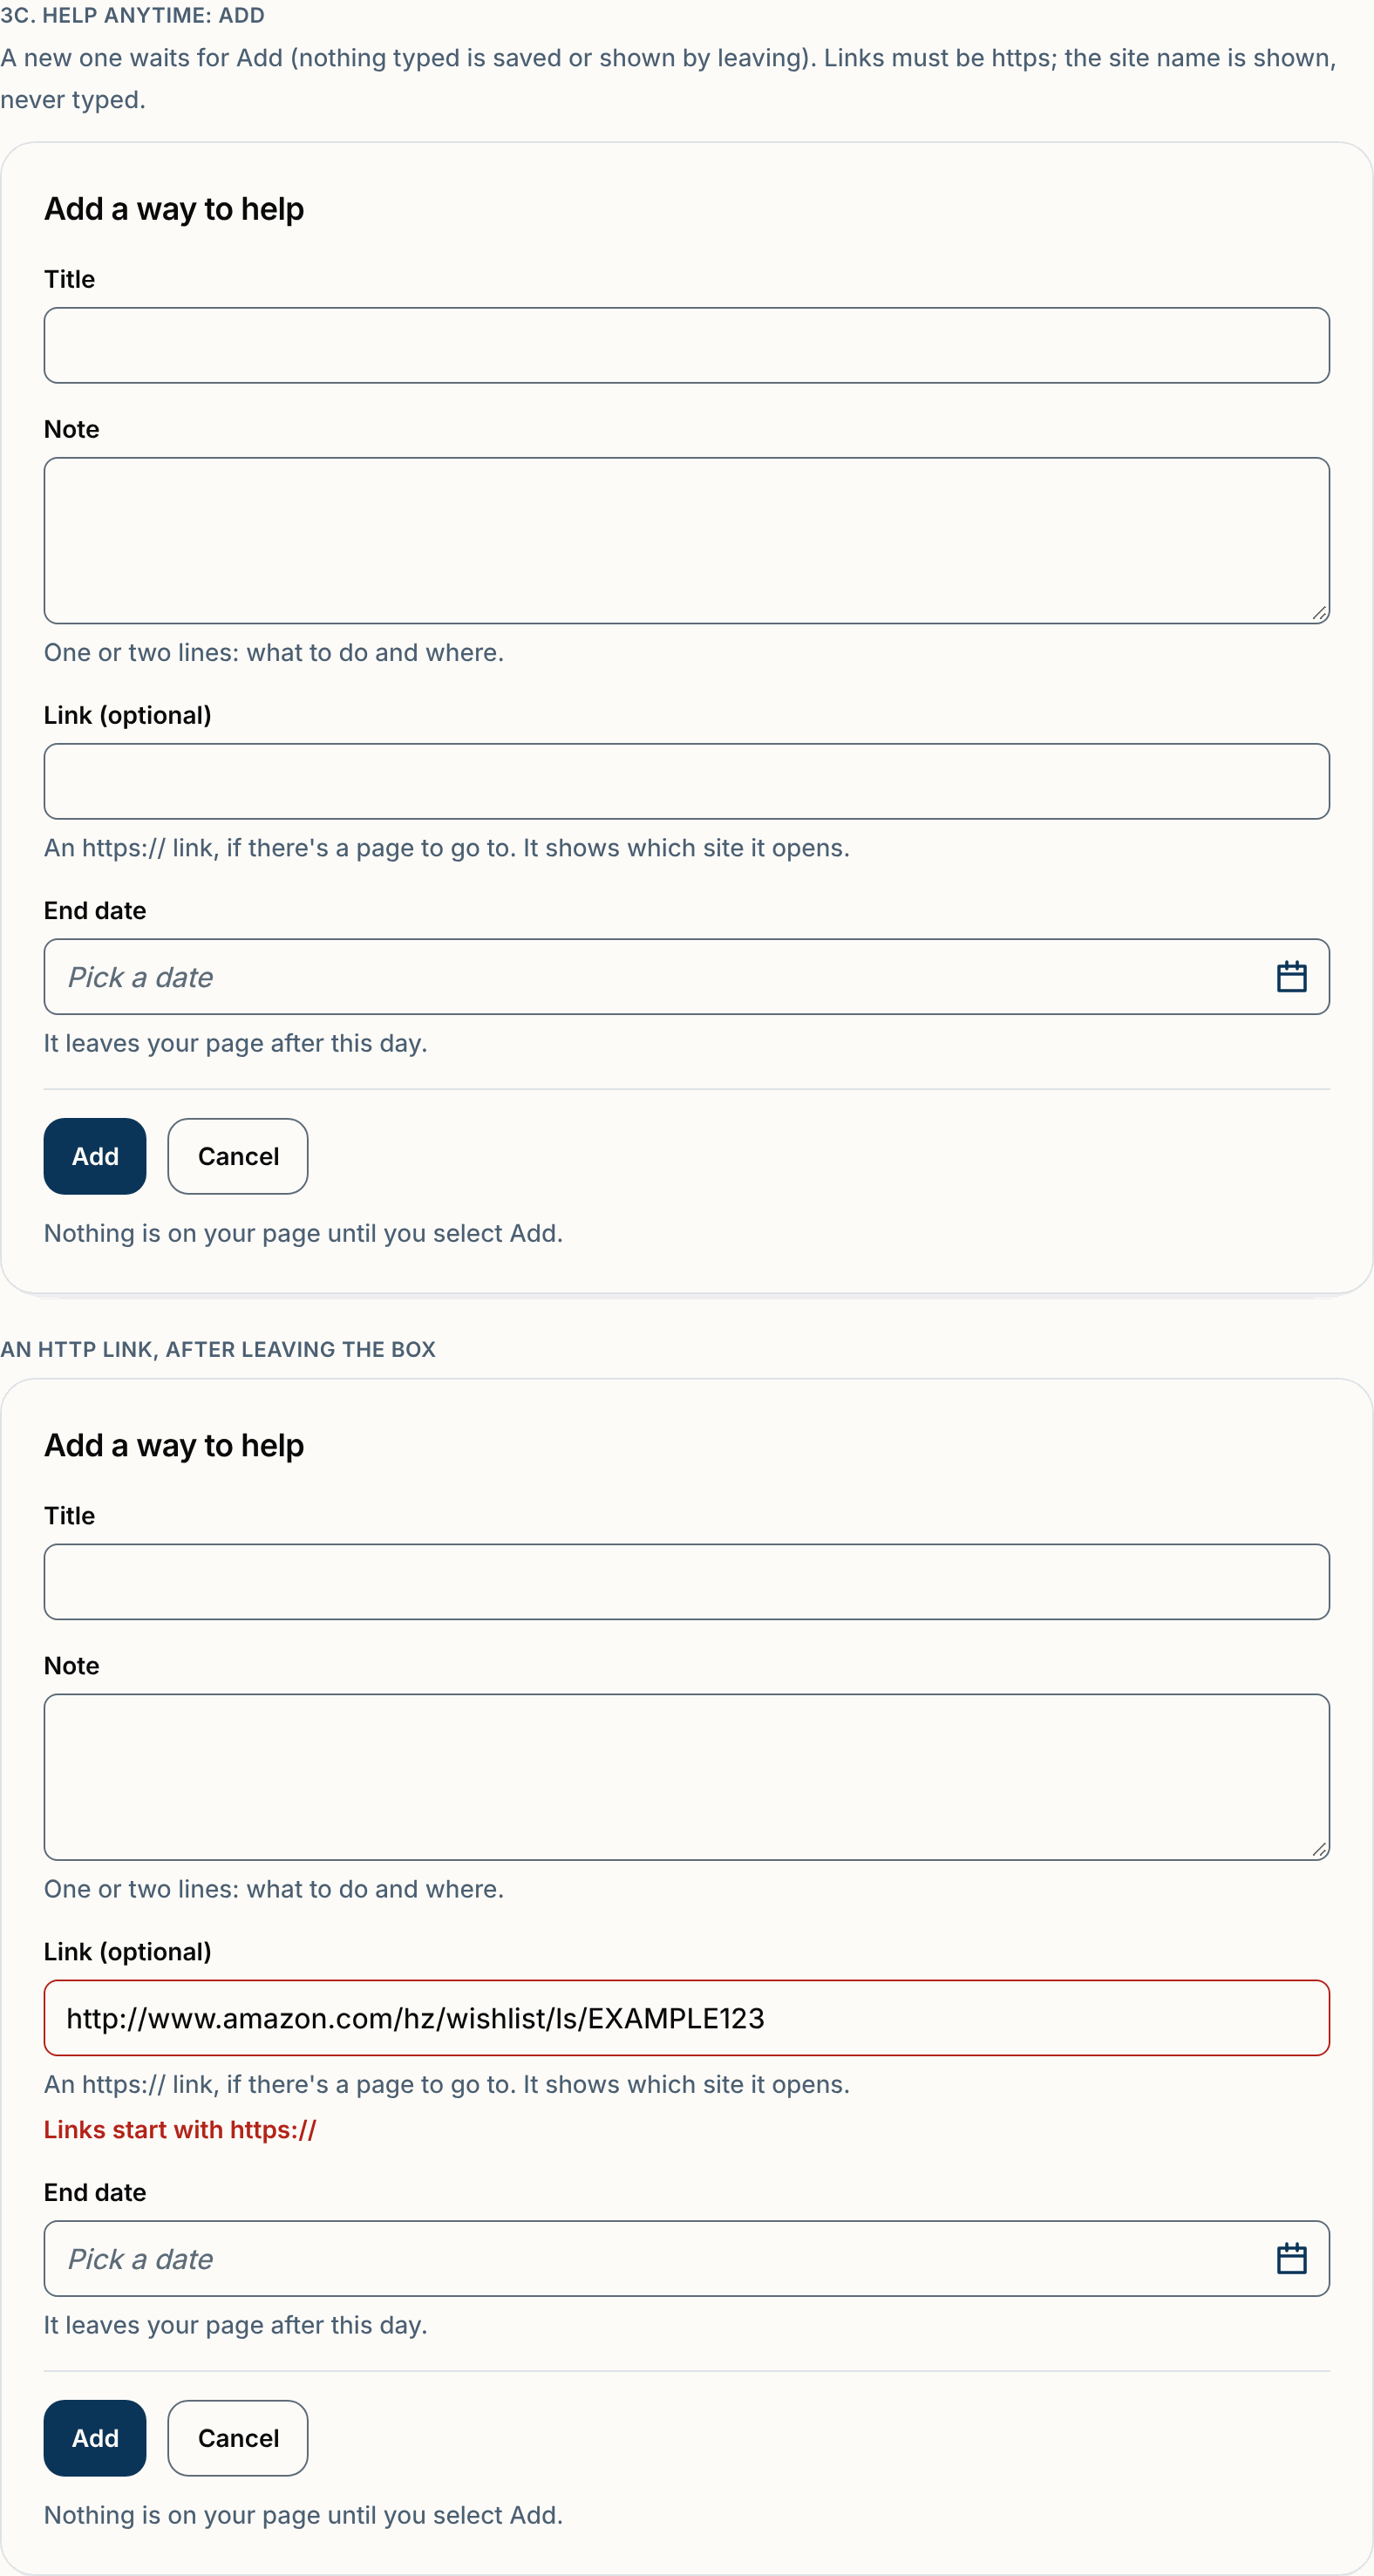 3C. HELP ANYTIME: ADD
A new one waits for Add (nothing typed is saved or shown by leaving). Links must be https; the site name is shown,
never typed.
Add a way to help
Title
Note
One or two lines: what to do and where.
Link (optional)
An https:// link, if there's a page to go to. It shows which site it opens.
End date
Pick a date
It leaves your page after this day.
Add Cancel
Nothing is on your page until you select Add.
AN HTTP LINK, AFTER LEAVING THE BOX
Add a way to help
Title
Note
One or two lines: what to do and where.
Link (optional)
http://www.amazon.com/hz/wishlist/ls/EXAMPLE123
An https:// link, if there's a page to go to. It shows which site it opens.
Links start with https://
End date
Pick a date
It leaves your page after this day.
Add Cancel
Nothing is on your page until you select Add.